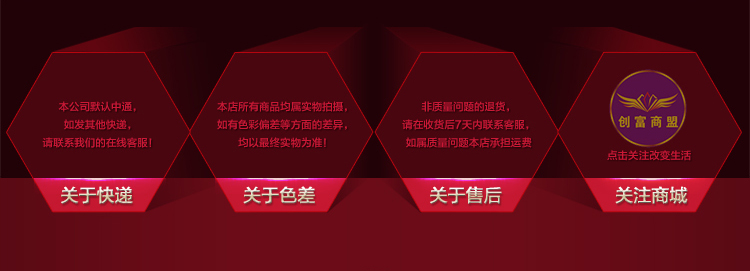 本公司默认中通，
如发其他快递，
请联系我们的在线客服！
关于快递
本店所有商品均属实物拍摄，
如有色彩偏差等方面的差异，
均以最终实物为准！
关于色差
非质量问题的退货，
请在收货后7天内联系客服，
如属质量问题本店承担运费
关于售后
创富商盟
点击关注改变生活
关注商城